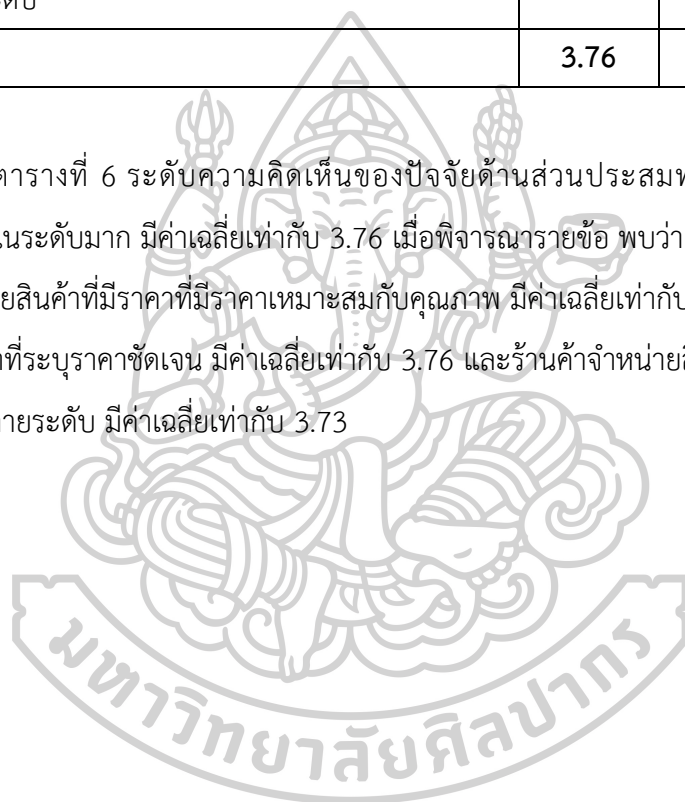 3.76
ตารางที่ 6 ระดับความคิดเห็นของปัจจัยด้านส่วนประสมท
นระดับมาก มีค่าเฉลี่ยเท่ากับ 3.76 เมื่อพิจารณารายข้อ พบว่า
ยสินค้าที่มีราคาที่มีราคาเหมาะสมกับคุณภาพ มีค่าเฉลี่ยเท่ากับ
าที่ระบุราคาชัดเจน มีค่าเฉลี่ยเท่ากับ 3.76 และร้านค้าจำหน่ายสิ
ายระดับ มีค่าเฉลี่ยเท่ากับ 3.73
มหาวิทยาลัยศิลปากร